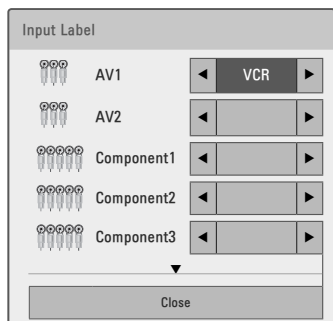 Input Label
AV1 VCR
AV2
Component1
Component2
Component3
Close